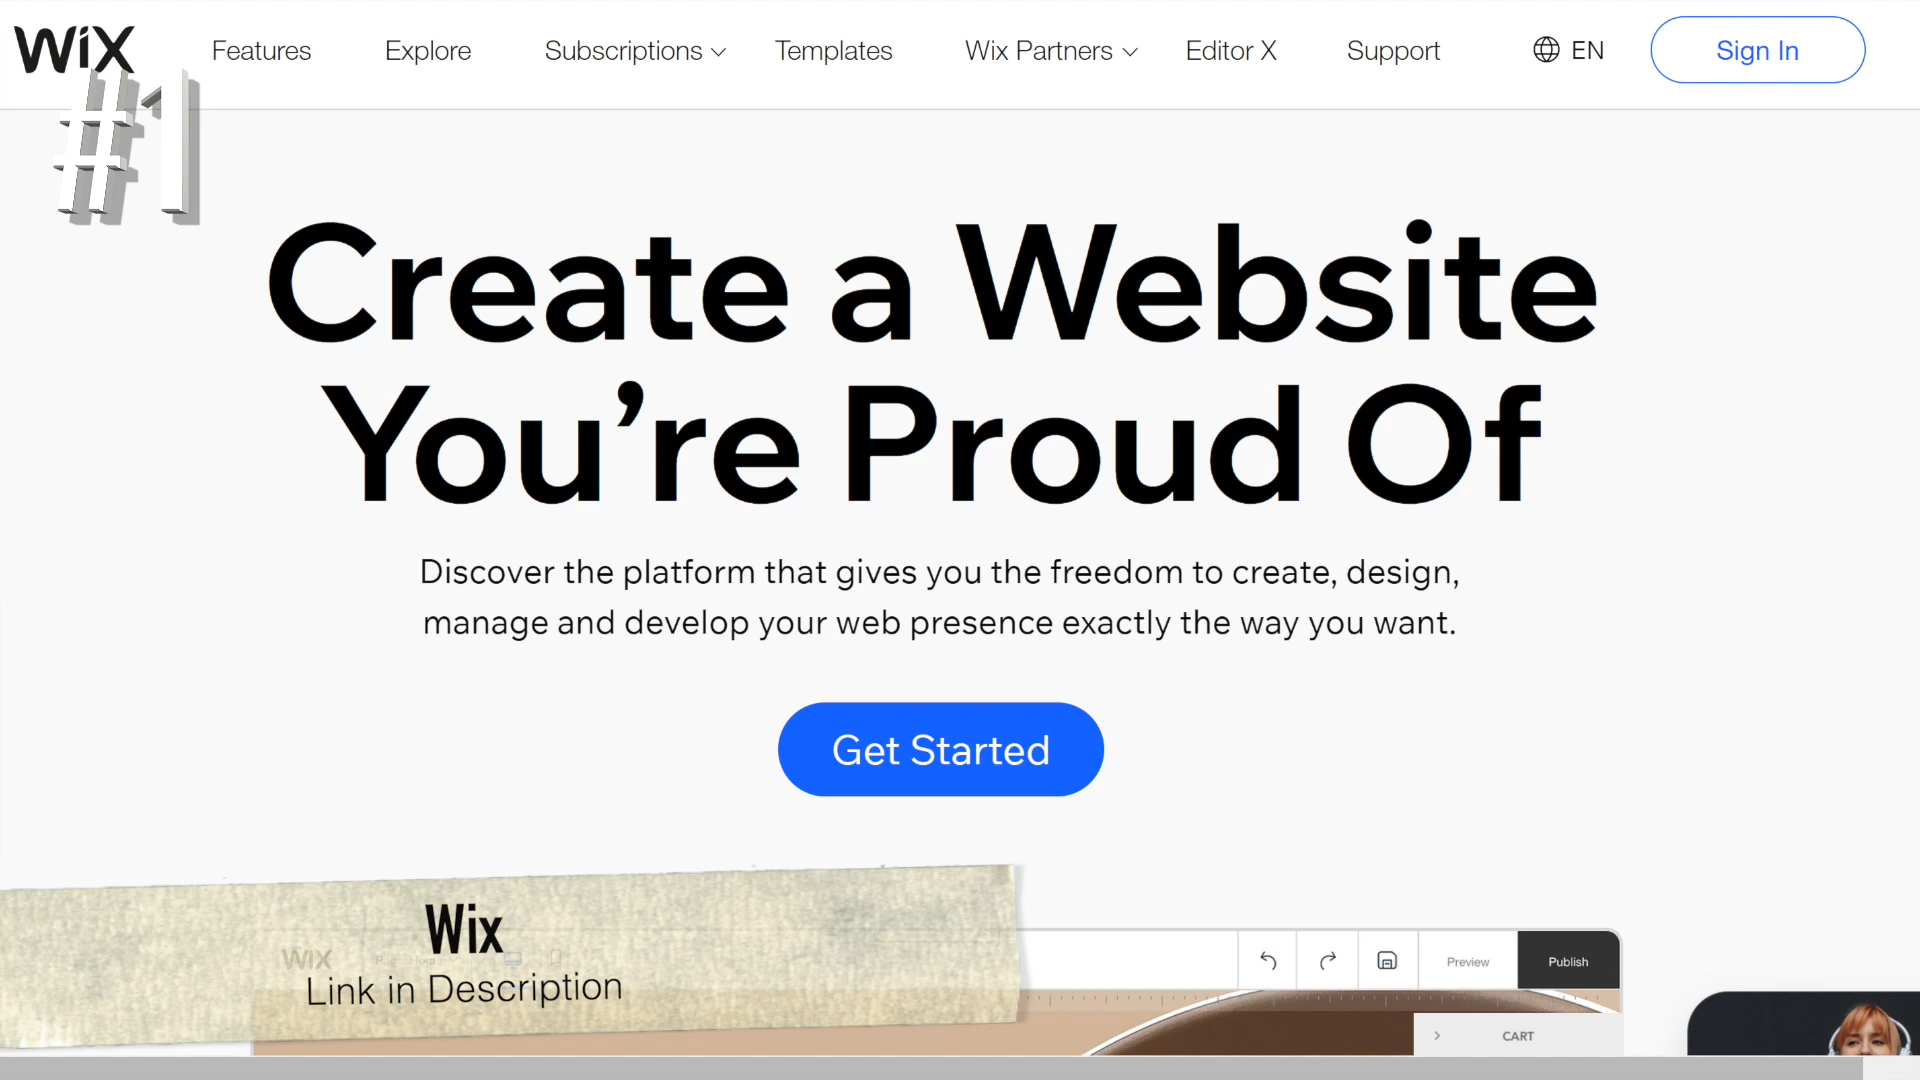 WiX
Features
Explore
Subscriptions
Templates
Wix Partners
Editor X
Support
EN
Sign In
#1
Create a Website
You’re Proud Of
Discover the platform that gives you the freedom to create, design,
manage and develop your web presence exactly the way you want.
Get Started
Wix
WiX
Link in Description
Preview
Publish
CART